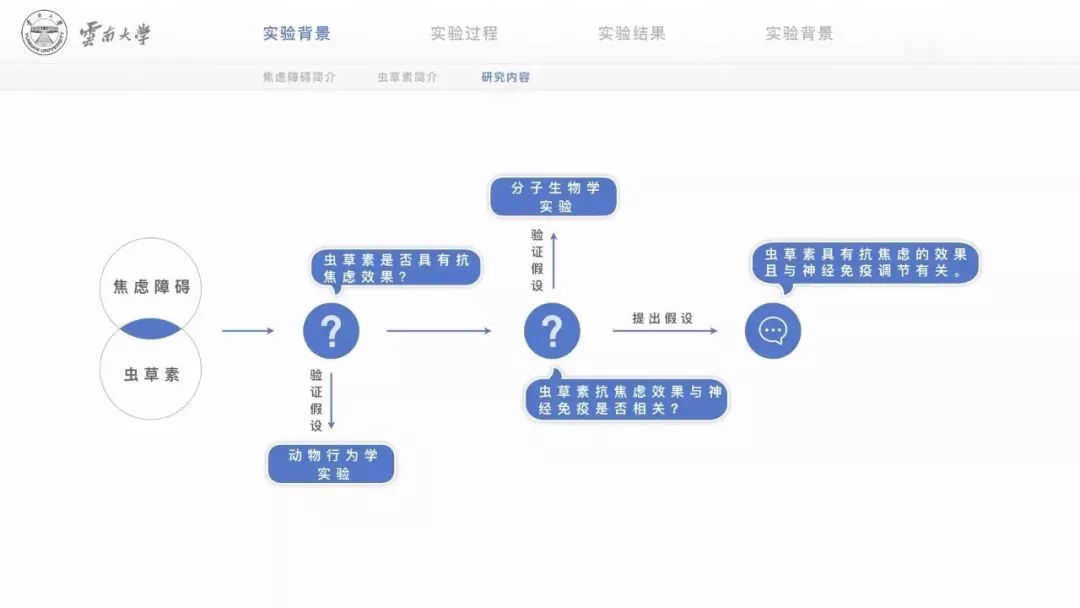 雲南大学
实验背景
实验过程
实验结果
实验背景
焦虑障碍简介
虫草素简介
研究内容
焦虑障碍
虫草素
虫草素是否具有抗
焦虑效果?
验证假设
动物行为学
实验
分子生物学
实验
验证假设
虫草素抗焦虑效果与神
经免疫是否相关?
提出假设
虫草素具有抗焦虑的效果
且与神经免疫调节有关。